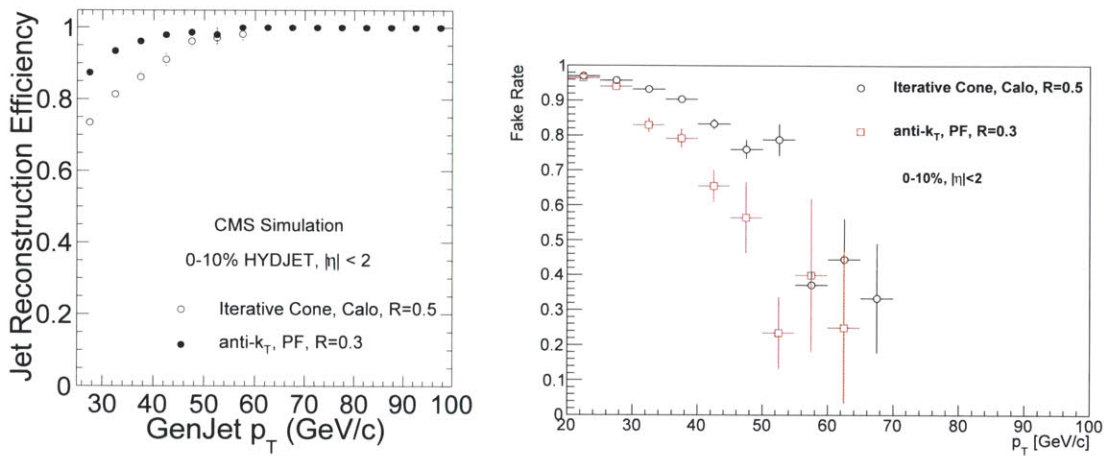 Jet Reconstruction Efficiency
1
0.8
0.6
0.4
0.2
0
CMS Simulation
0-10% HYDJET, |η| < 2
Iterative Cone, Calo, R=0.5
anti-k_T, PF, R=0.3
30 40 50 60 70 80 90 100
GenJet p_T (GeV/c)
Fake Rate
1
0.9
0.8
0.7
0.6
0.5
0.4
0.3
0.2
0.1
0
Iterative Cone, Calo, R=0.5
anti-k_T, PF, R=0.3
0-10%, |η|<2
20 30 40 50 60 70 80 90 100
p_T [GeV/c]